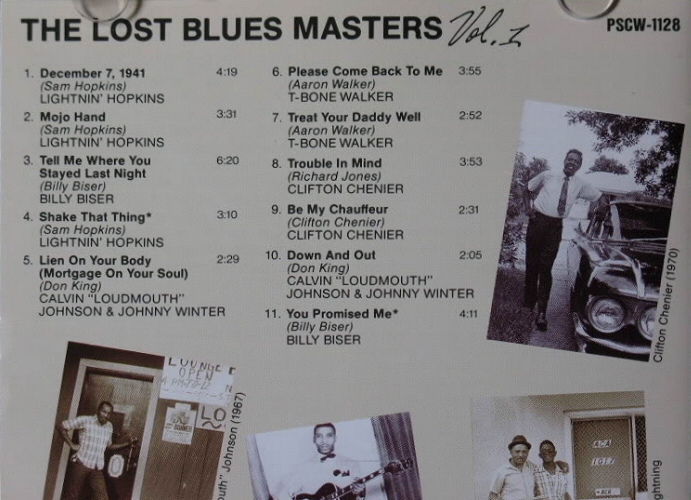 THE LOST BLUES MASTERS Vol. 1
PSCW-1128
1. December 7, 1941 4:19
(Sam Hopkins)
LIGHTNIN' HOPKINS
2. Mojo Hand 3:31
(Sam Hopkins)
LIGHTNIN' HOPKINS
3. Tell Me Where You 6:20
Stayed Last Night
(Billy Biser)
BILLY BISER
4. Shake That Thing* 3:10
(Sam Hopkins)
LIGHTNIN' HOPKINS
5. Lien On Your Body 2:29
(Mortgage On Your Soul)
(Don King)
CALVIN "LOUDMOUTH"
JOHNSON & JOHNNY WINTER
6. Please Come Back To Me 3:55
(Aaron Walker)
T-BONE WALKER
7. Treat Your Daddy Well 2:52
(Aaron Walker)
T-BONE WALKER
8. Trouble In Mind 3:53
(Richard Jones)
CLIFTON CHENIER
9. Be My Chauffeur 2:31
(Clifton Chenier)
CLIFTON CHENIER
10. Down And Out 2:05
(Don King)
CALVIN "LOUDMOUTH"
JOHNSON & JOHNNY WINTER
11. You Promised Me* 4:11
(Billy Biser)
BILLY BISER
Clifton Chenier (1970)
LOUNGE
OPEN
LO
outh" Johnson (1967)
ACA
1017
ACA
htning